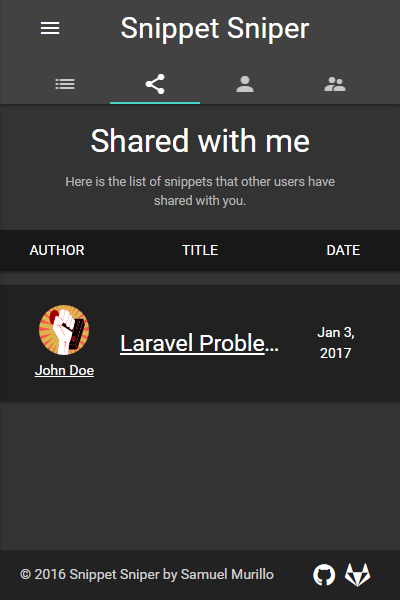 Snippet Sniper
Shared with me
Here is the list of snippets that other users have
shared with you.
AUTHOR TITLE DATE
John Doe
Laravel Proble...
Jan 3,
2017
© 2016 Snippet Sniper by Samuel Murillo